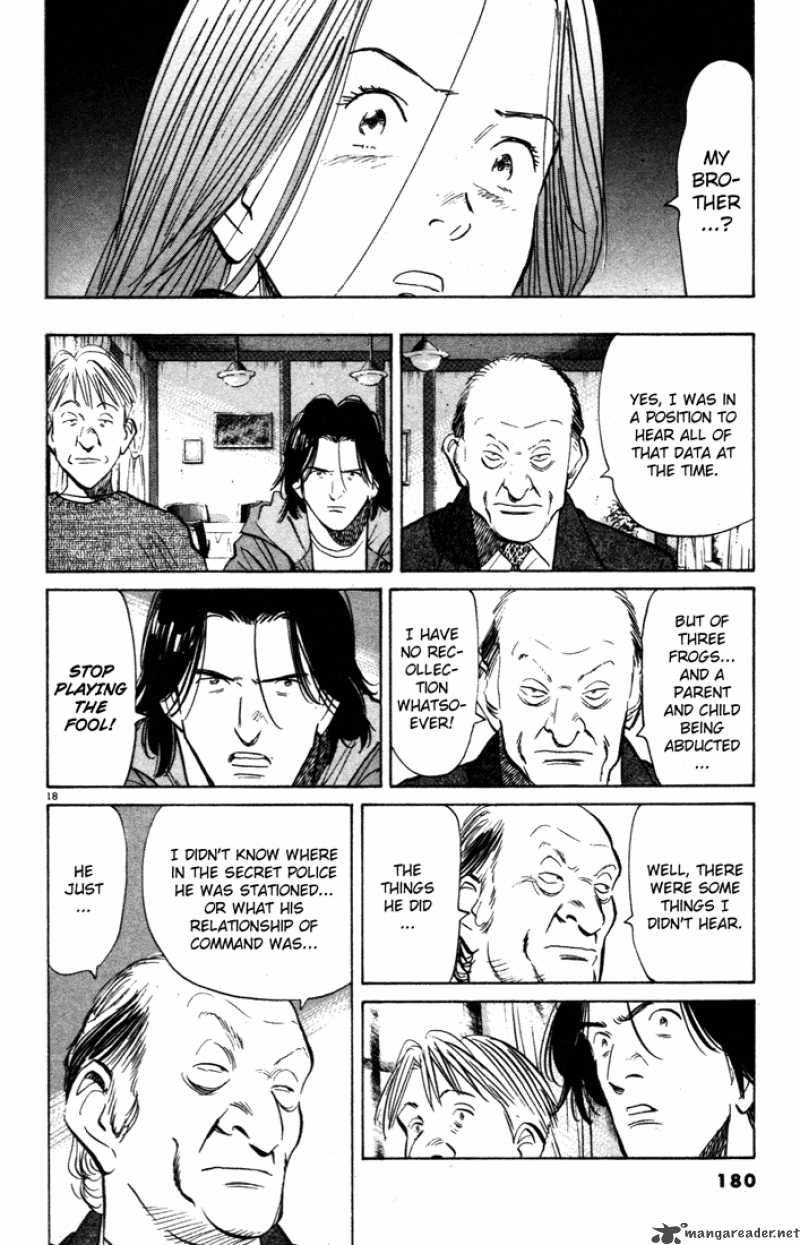 MY
BRO-
THER
...?
YES, I WAS IN
A POSITION TO
HEAR ALL OF
THAT DATA AT
THE TIME.
BUT OF
THREE
FROGS...
AND A
PARENT
AND CHILD
BEING
ABDUCTED
...
I HAVE
NO REC-
OLLEC-
TION
WHATSO-
EVER!
STOP
PLAYING
THE
FOOL!
18
WELL, THERE
WERE SOME
THINGS I
DIDN'T HEAR.
THE
THINGS
HE DID
...
I DIDN'T KNOW WHERE
IN THE SECRET POLICE
HE WAS STATIONED...
OR WHAT HIS
RELATIONSHIP OF
COMMAND WAS...
HE
JUST
...
180
mangareader.net